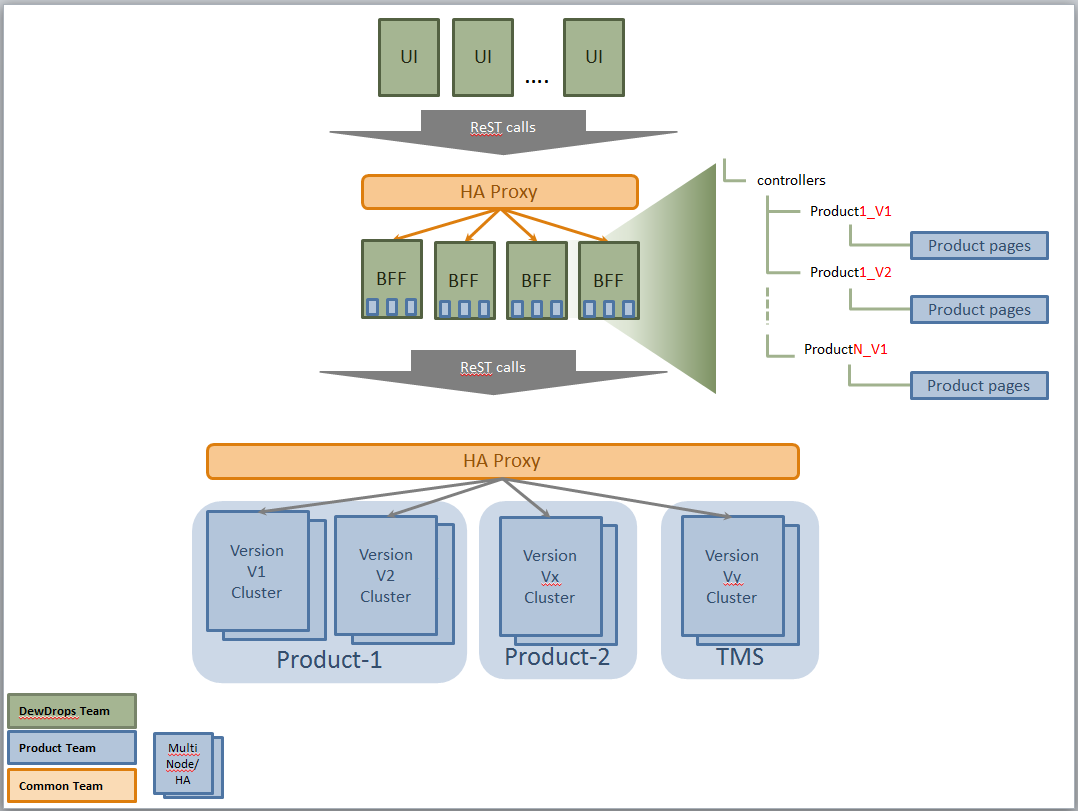 UI
UI
....
UI
ReST calls
HA Proxy
controllers
Product1_V1
Product pages
Product1_V2
Product pages
ProductN_V1
Product pages
BFF
BFF
BFF
BFF
ReST calls
HA Proxy
Version
V1
Cluster
Version
V2
Cluster
Product-1
Version
Vx
Cluster
Product-2
Version
Vy
Cluster
TMS
DewDrops Team
Product Team
Common Team
Multi
Node/
HA